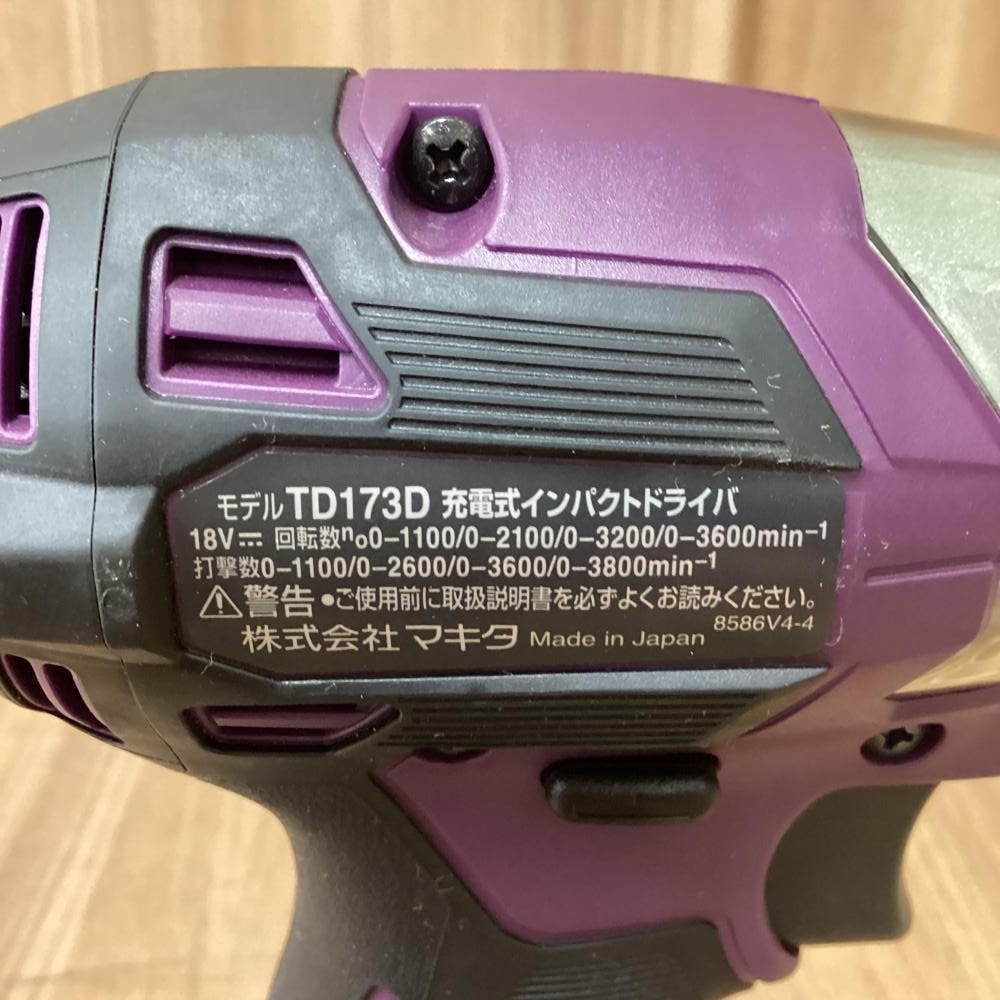 モデル TD173D 充電式インパクトドライバ
18V⎓ 回転数n₀0-1100/0-2100/0-3200/0-3600min⁻¹
打撃数0-1100/0-2600/0-3600/0-3800min⁻¹
⚠警告 ●ご使用前に取扱説明書を必ずよくお読みください。
株式会社 マキタ Made in Japan 8586V4-4